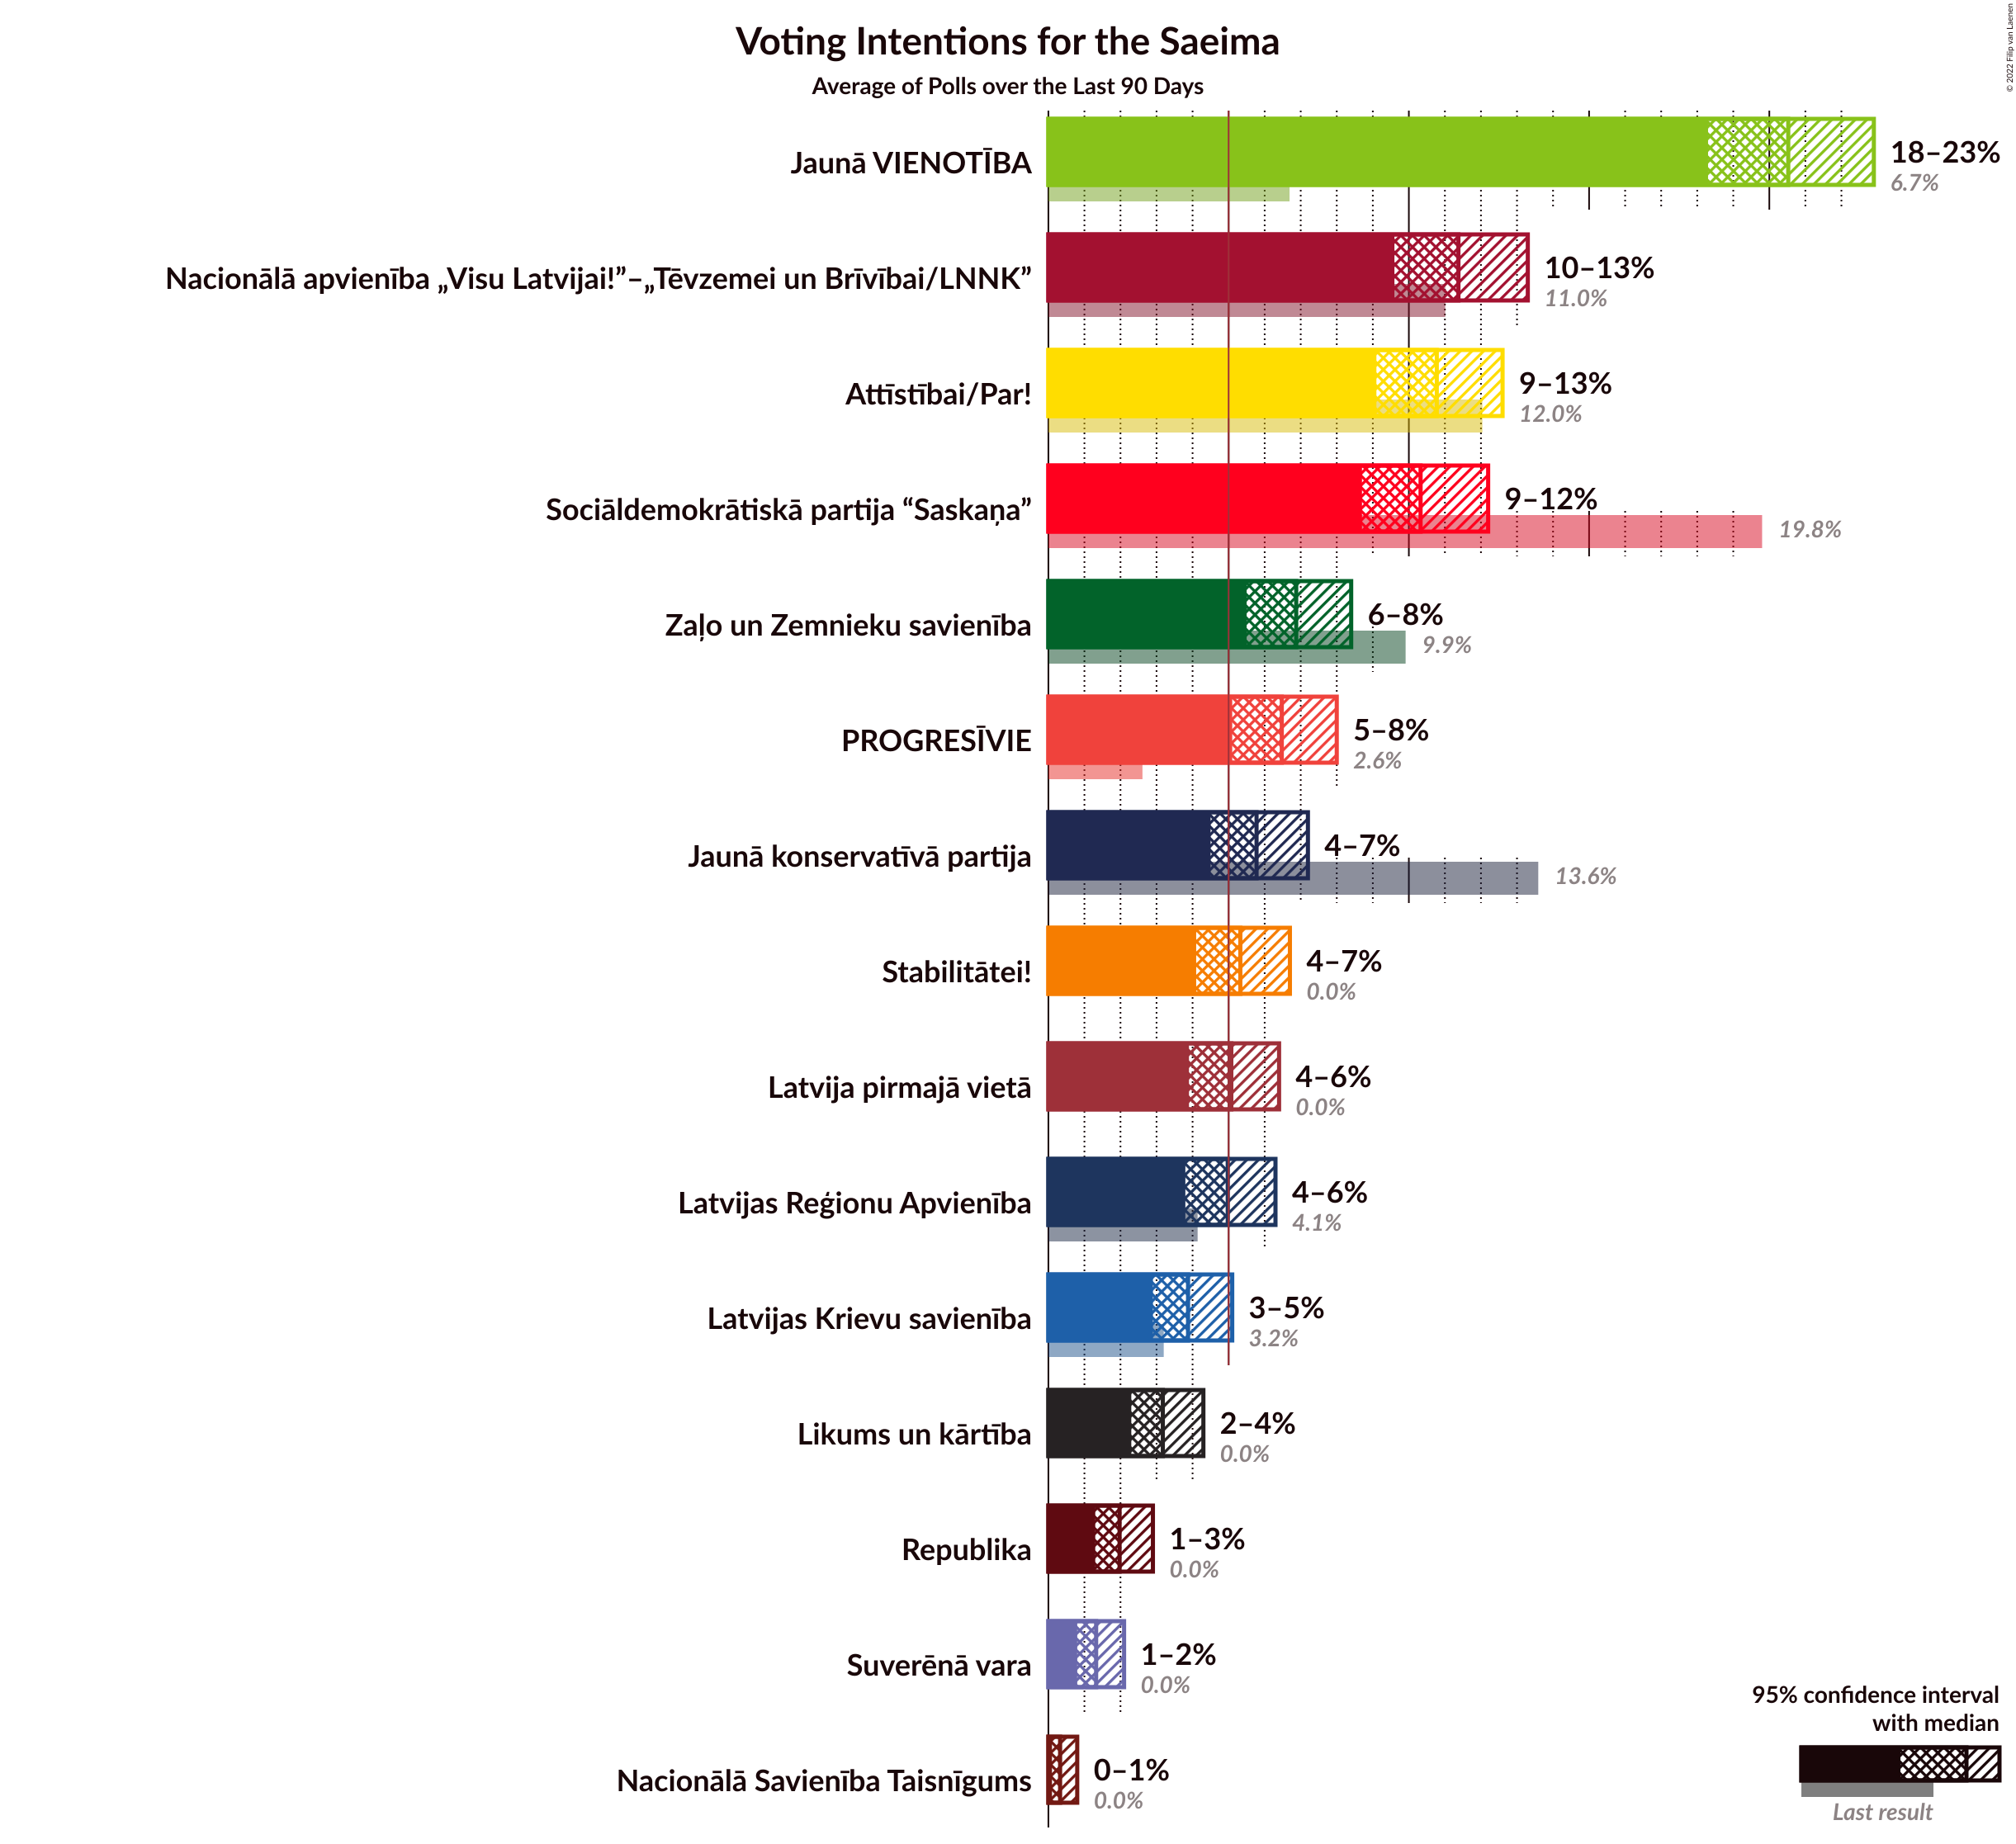 Voting Intentions for the Saeima
Average of Polls over the Last 90 Days
© 2022 Filip van Laenen
Jaunā VIENOTĪBA
18–23%
6.7%
Nacionālā apvienība „Visu Latvijai!”–„Tēvzemei un Brīvībai/LNNK”
10–13%
11.0%
Attīstībai/Par!
9–13%
12.0%
Sociāldemokrātiskā partija “Saskaņa”
9–12%
19.8%
Zaļo un Zemnieku savienība
6–8%
9.9%
PROGRESĪVIE
5–8%
2.6%
Jaunā konservatīvā partija
4–7%
13.6%
Stabilitātei!
4–7%
0.0%
Latvija pirmajā vietā
4–6%
0.0%
Latvijas Reģionu Apvienība
4–6%
4.1%
Latvijas Krievu savienība
3–5%
3.2%
Likums un kārtība
2–4%
0.0%
Republika
1–3%
0.0%
Suverēnā vara
1–2%
0.0%
Nacionālā Savienība Taisnīgums
0–1%
0.0%
95% confidence interval
with median
Last result